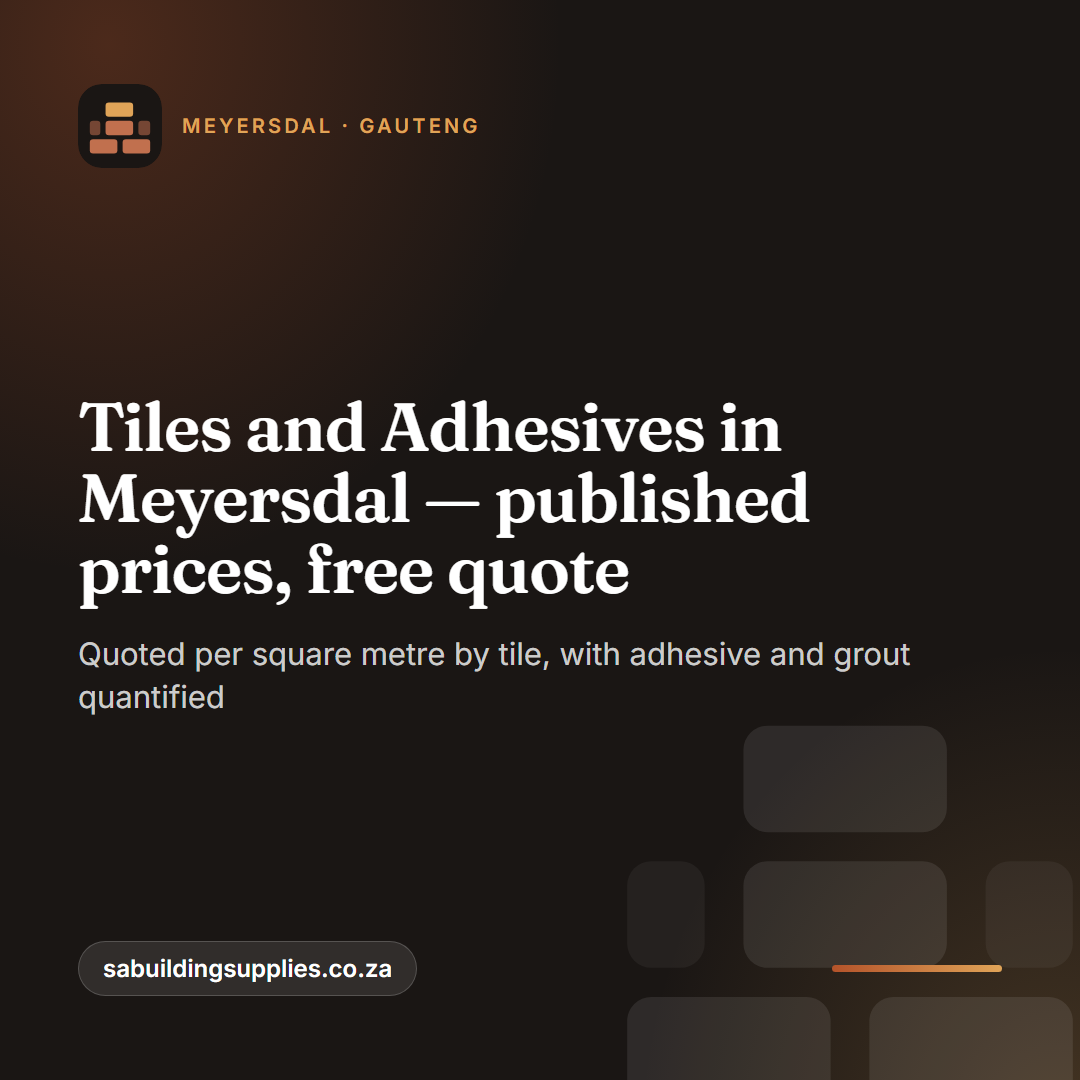 MEYERSDAL · GAUTENG
Tiles and Adhesives in
Meyersdal — published
prices, free quote
Quoted per square metre by tile, with adhesive and grout
quantified
sabuildingsupplies.co.za